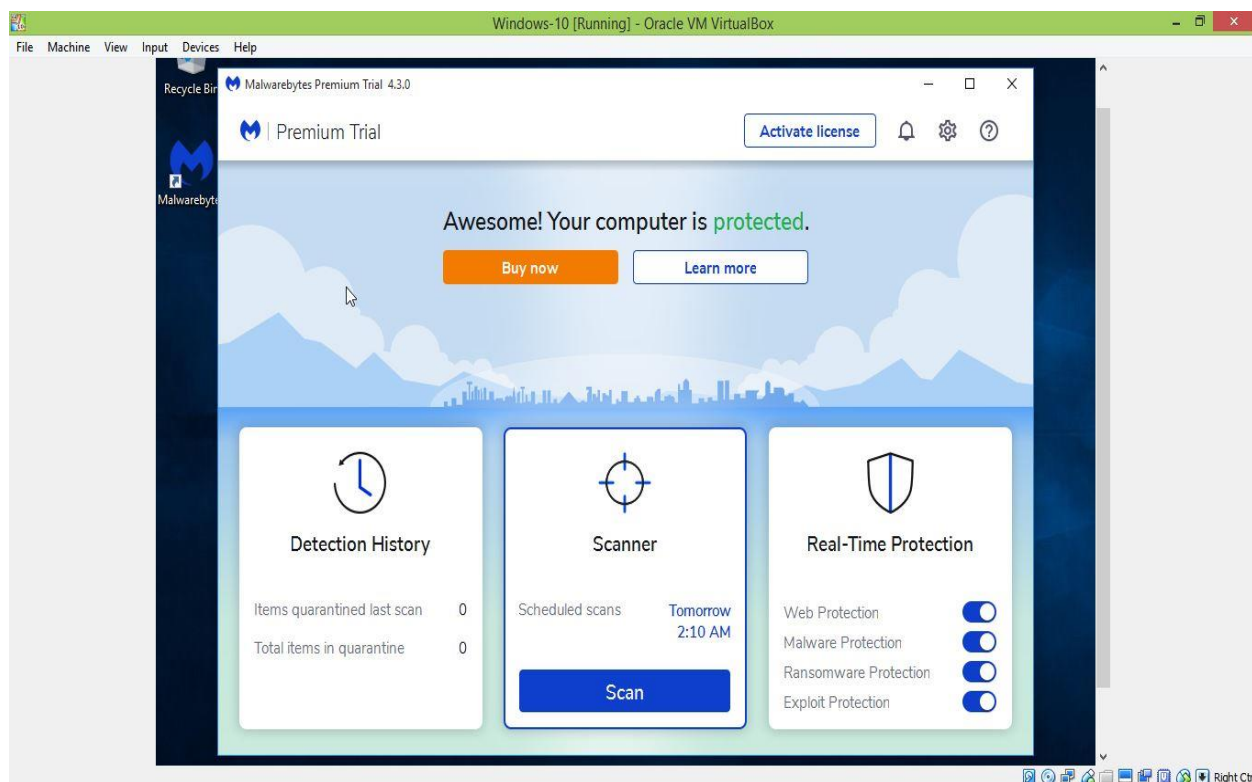 Windows-10 [Running] - Oracle VM VirtualBox
File Machine View Input Devices Help
Recycle Bin
Malwarebytes Premium Trial 4.3.0
Premium Trial
Activate license
Malwarebyte
Awesome! Your computer is protected.
Buy now
Learn more
Detection History
Items quarantined last scan 0
Total items in quarantine 0
Scanner
Scheduled scans Tomorrow
2:10 AM
Scan
Real-Time Protection
Web Protection
Malware Protection
Ransomware Protection
Exploit Protection
Right Ct